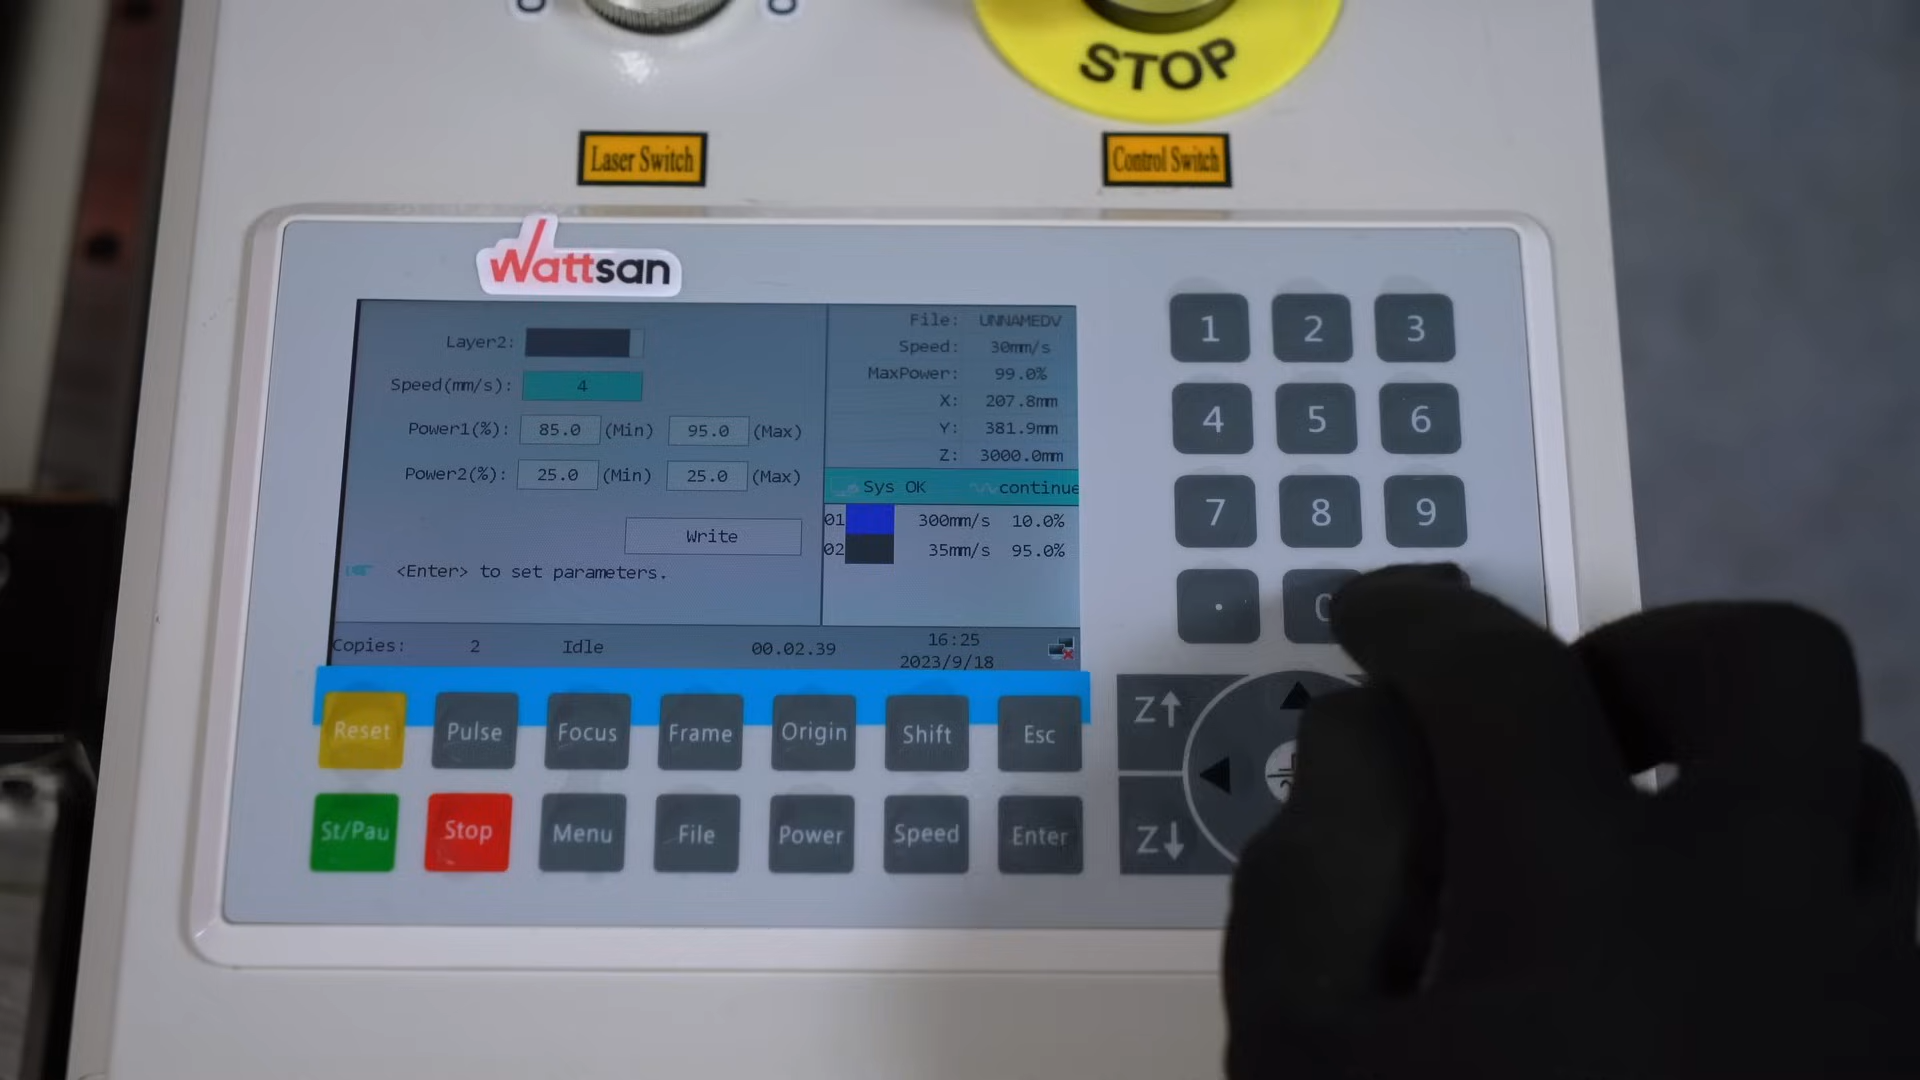 STOP
Laser Switch
Control Switch
Wattsan
Layer2:
Speed(mm/s): 4
Power1(%): 85.0 (Min) 95.0 (Max)
Power2(%): 25.0 (Min) 25.0 (Max)
Write
<Enter> to set parameters.
File: UNNAMEDV
Speed: 30mm/s
MaxPower: 99.0%
X: 207.8mm
Y: 381.9mm
Z: 3000.0mm
Sys OK continue
01 300mm/s 10.0%
02 35mm/s 95.0%
Copies: 2 Idle 00.02.39 16:25
2023/9/18
1 2 3
4 5 6
7 8 9
. 0
Reset Pulse Focus Frame Origin Shift Esc
St/Pau Stop Menu File Power Speed Enter
Z↑
Z↓